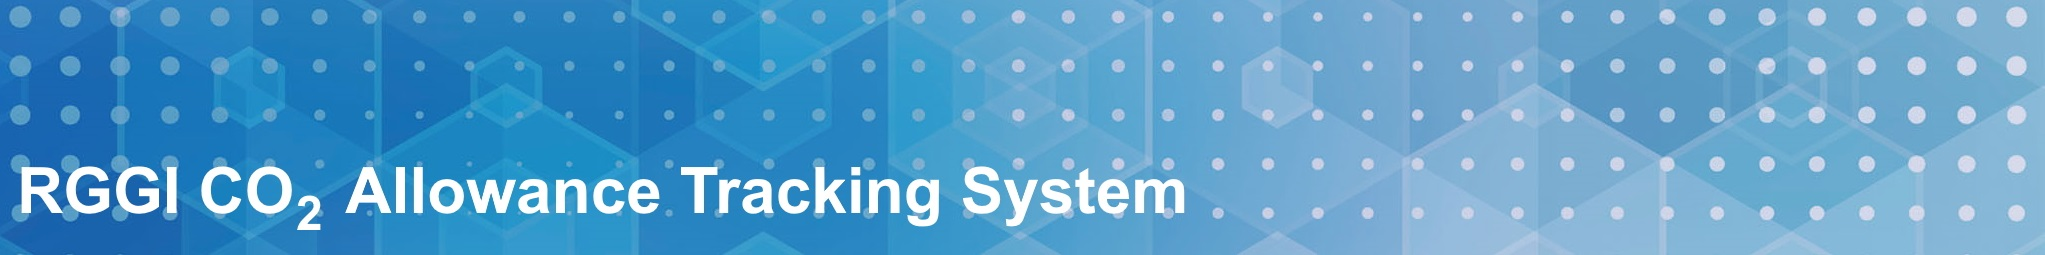 RGGI CO₂ Allowance Tracking System